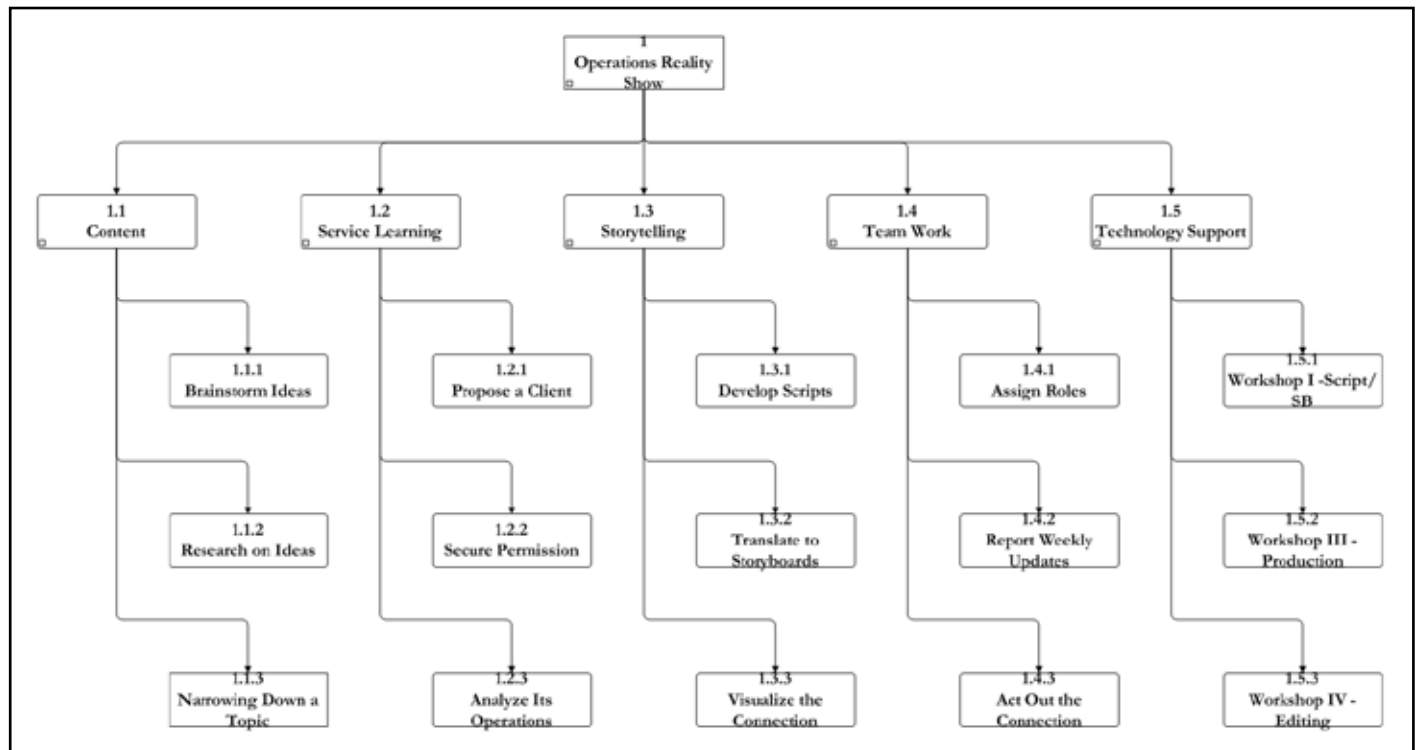 1
Operations Reality
Show
1.1
Content
1.2
Service Learning
1.3
Storytelling
1.4
Team Work
1.5
Technology Support
1.1.1
Brainstorm Ideas
1.2.1
Propose a Client
1.3.1
Develop Scripts
1.4.1
Assign Roles
1.5.1
Workshop I -Script/
SB
1.1.2
Research on Ideas
1.2.2
Secure Permission
1.3.2
Translate to
Storyboards
1.4.2
Report Weekly
Updates
1.5.2
Workshop III -
Production
1.1.3
Narrowing Down a
Topic
1.2.3
Analyze Its
Operations
1.3.3
Visualize the
Connection
1.4.3
Act Out the
Connection
1.5.3
Workshop IV -
Editing